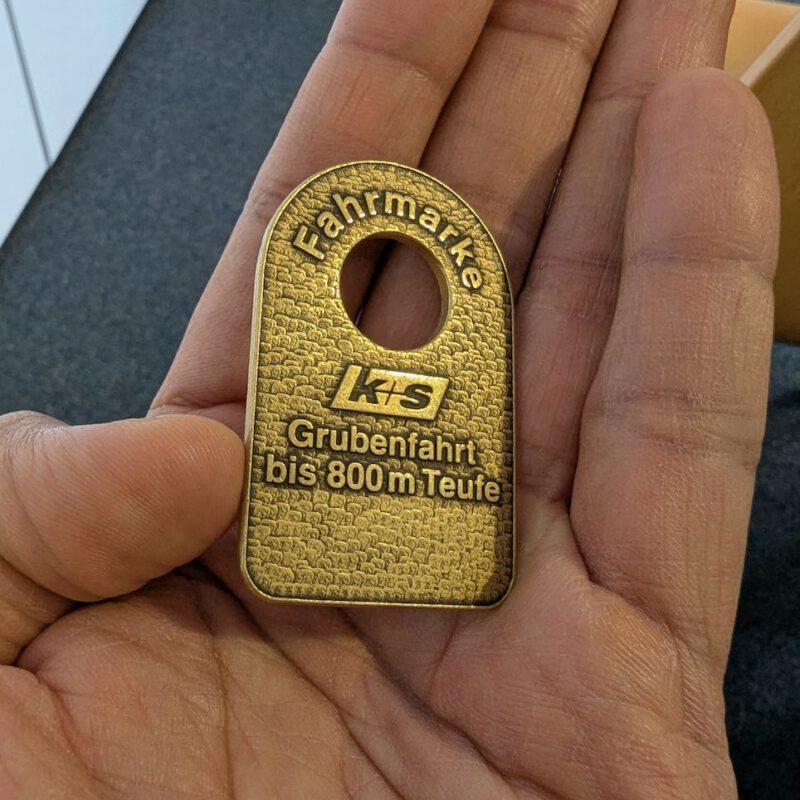 Fahrmarke
K+S
Grubenfahrt
bis 800 m Teufe